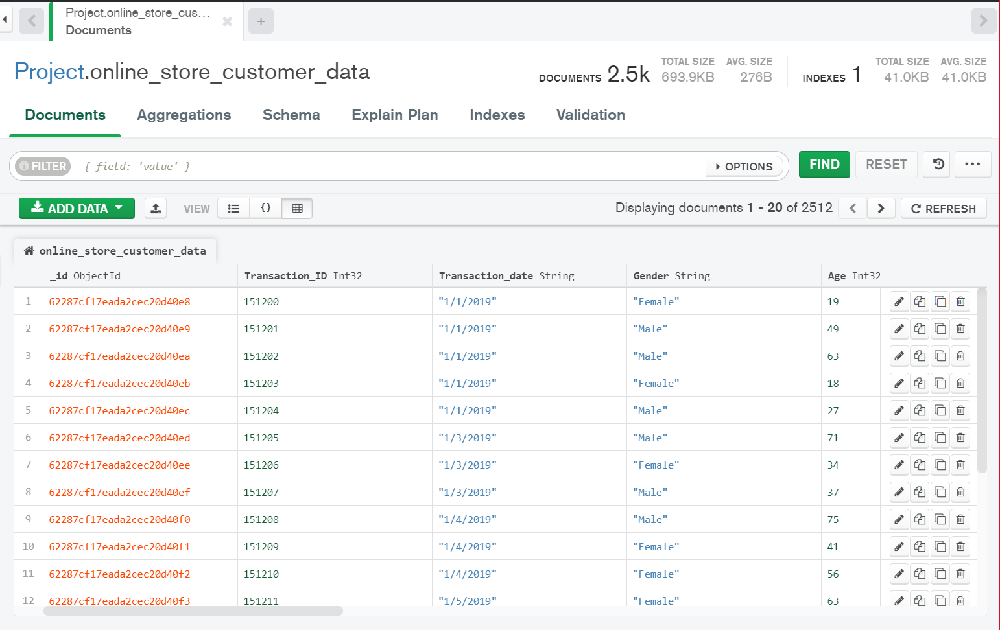 Project.online_store_cus...
Documents
Project.online_store_customer_data
DOCUMENTS 2.5k
TOTAL SIZE AVG. SIZE
693.9KB 276B
INDEXES 1
TOTAL SIZE AVG. SIZE
41.0KB 41.0KB
Documents Aggregations Schema Explain Plan Indexes Validation
FILTER { field: 'value' } OPTIONS FIND RESET
ADD DATA VIEW {} Displaying documents 1 - 20 of 2512 REFRESH
online_store_customer_data
_id ObjectId Transaction_ID Int32 Transaction_date String Gender String Age Int32
1 62287cf17eada2cec20d40e8 151200 "1/1/2019" "Female" 19
2 62287cf17eada2cec20d40e9 151201 "1/1/2019" "Male" 49
3 62287cf17eada2cec20d40ea 151202 "1/1/2019" "Male" 63
4 62287cf17eada2cec20d40eb 151203 "1/1/2019" "Female" 18
5 62287cf17eada2cec20d40ec 151204 "1/1/2019" "Male" 27
6 62287cf17eada2cec20d40ed 151205 "1/3/2019" "Male" 71
7 62287cf17eada2cec20d40ee 151206 "1/3/2019" "Female" 34
8 62287cf17eada2cec20d40ef 151207 "1/3/2019" "Male" 37
9 62287cf17eada2cec20d40f0 151208 "1/4/2019" "Male" 75
10 62287cf17eada2cec20d40f1 151209 "1/4/2019" "Female" 41
11 62287cf17eada2cec20d40f2 151210 "1/4/2019" "Female" 56
12 62287cf17eada2cec20d40f3 151211 "1/5/2019" "Female" 63